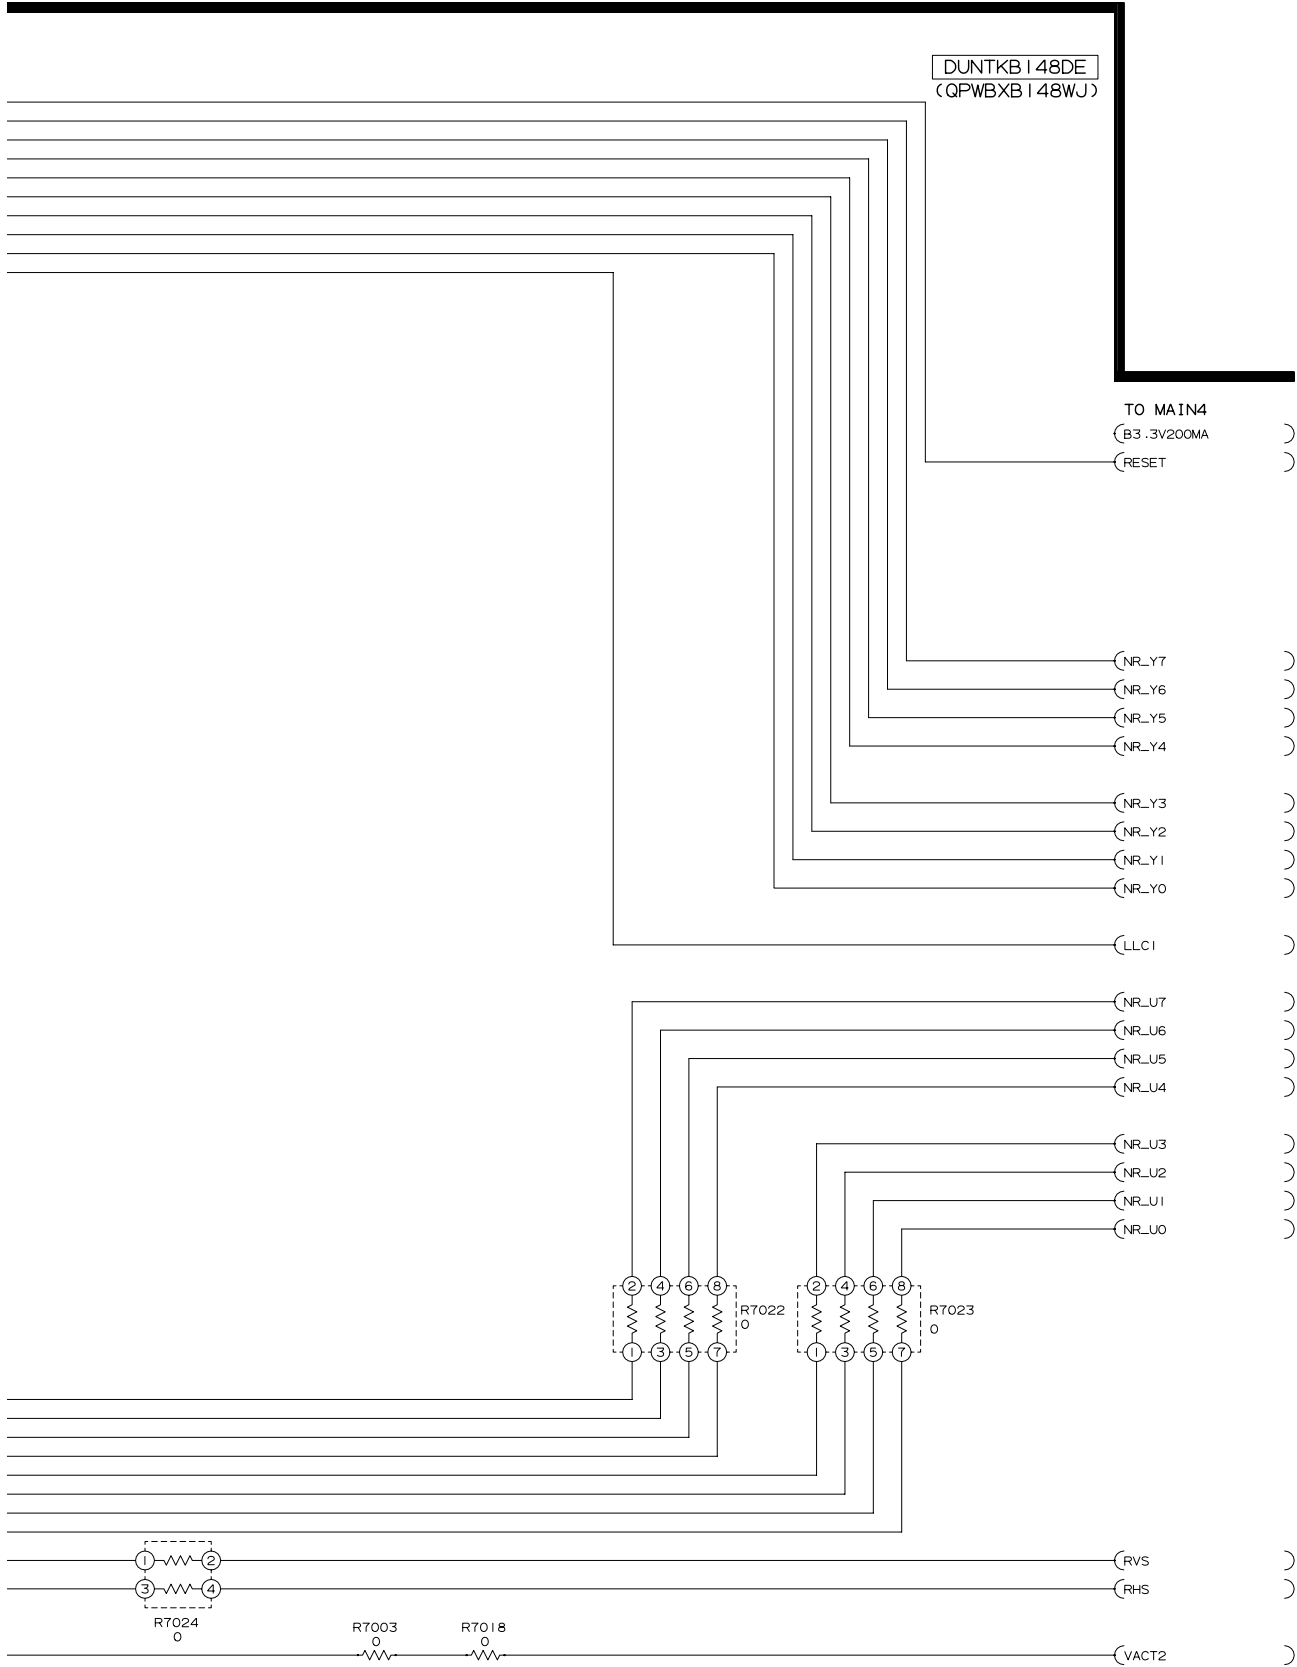 DUNTKB148DE
(QPWBXB148WJ)
TO MAIN4
B3.3V200MA
RESET
NR_Y7
NR_Y6
NR_Y5
NR_Y4
NR_Y3
NR_Y2
NR_Y1
NR_Y0
LLC1
NR_U7
NR_U6
NR_U5
NR_U4
NR_U3
NR_U2
NR_U1
NR_U0
2 4 6 8
R7022
0
1 3 5 7
2 4 6 8
R7023
0
1 3 5 7
1 2
RVS
3 4
RHS
R7024
0
R7003
0
R7018
0
VACT2